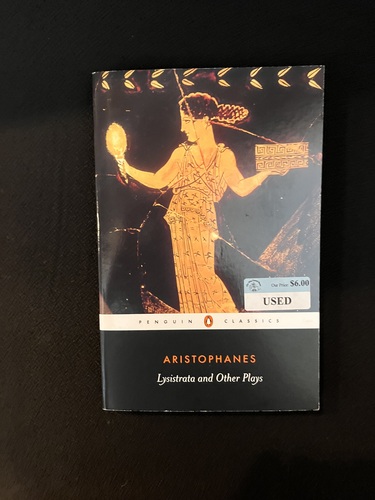 Our Price $6.00
USED
PENGUIN CLASSICS
ARISTOPHANES
Lysistrata and Other Plays